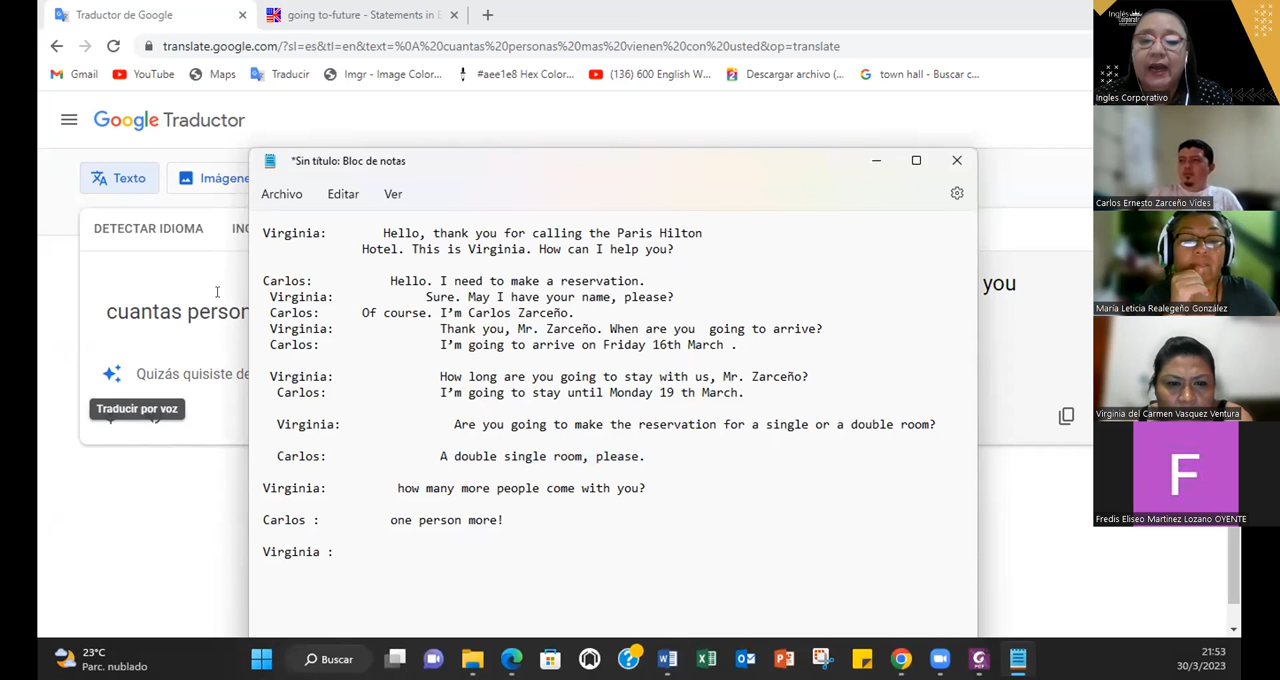 Traductor de Google
going to-future - Statements in E
translate.google.com/?sl=es&tl=en&text=%0A%20cuantas%20personas%20mas%20vienen%20con%20usted&op=translate
Gmail
YouTube
Maps
Traducir
Imgr - Image Color...
#aee1e8 Hex Color...
(136) 600 English W...
Descargar archivo (...
town hall - Buscar c...
Google Traductor
Texto
Imágene
DETECTAR IDIOMA
cuantas person
you
Quizás quisiste de
Traducir por voz
*Sin título: Bloc de notas
Archivo Editar Ver
Virginia: Hello, thank you for calling the Paris Hilton
Hotel. This is Virginia. How can I help you?
Carlos: Hello. I need to make a reservation.
Virginia: Sure. May I have your name, please?
Carlos: Of course. I’m Carlos Zarceño.
Virginia: Thank you, Mr. Zarceño. When are you going to arrive?
Carlos: I’m going to arrive on Friday 16th March .
Virginia: How long are you going to stay with us, Mr. Zarceño?
Carlos: I’m going to stay until Monday 19 th March.
Virginia: Are you going to make the reservation for a single or a double room?
Carlos: A double single room, please.
Virginia: how many more people come with you?
Carlos : one person more!
Virginia :
Inglés Corporativo
Ingles Corporativo
Carlos Ernesto Zarceño Vides
María Leticia Realegeño González
Virginia del Carmen Vasquez Ventura
F
Fredis Eliseo Martinez Lozano OYENTE
23°C
Parc. nublado
Buscar
21:53
30/3/2023